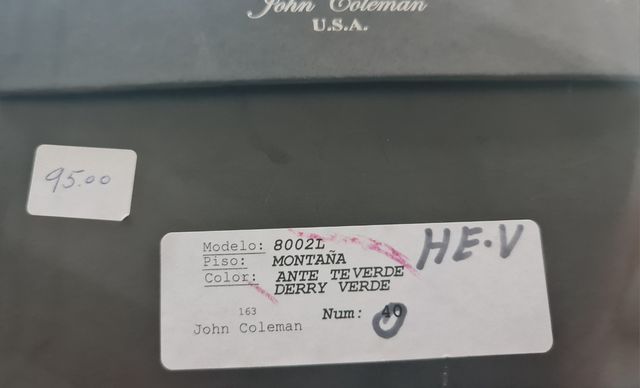 John Coleman
U.S.A.
95.00
HE-V
Modelo: 8002L
Piso: MONTAÑA
Color: ANTE TEVERDE
DERRY VERDE
163 Num: 40
John Coleman